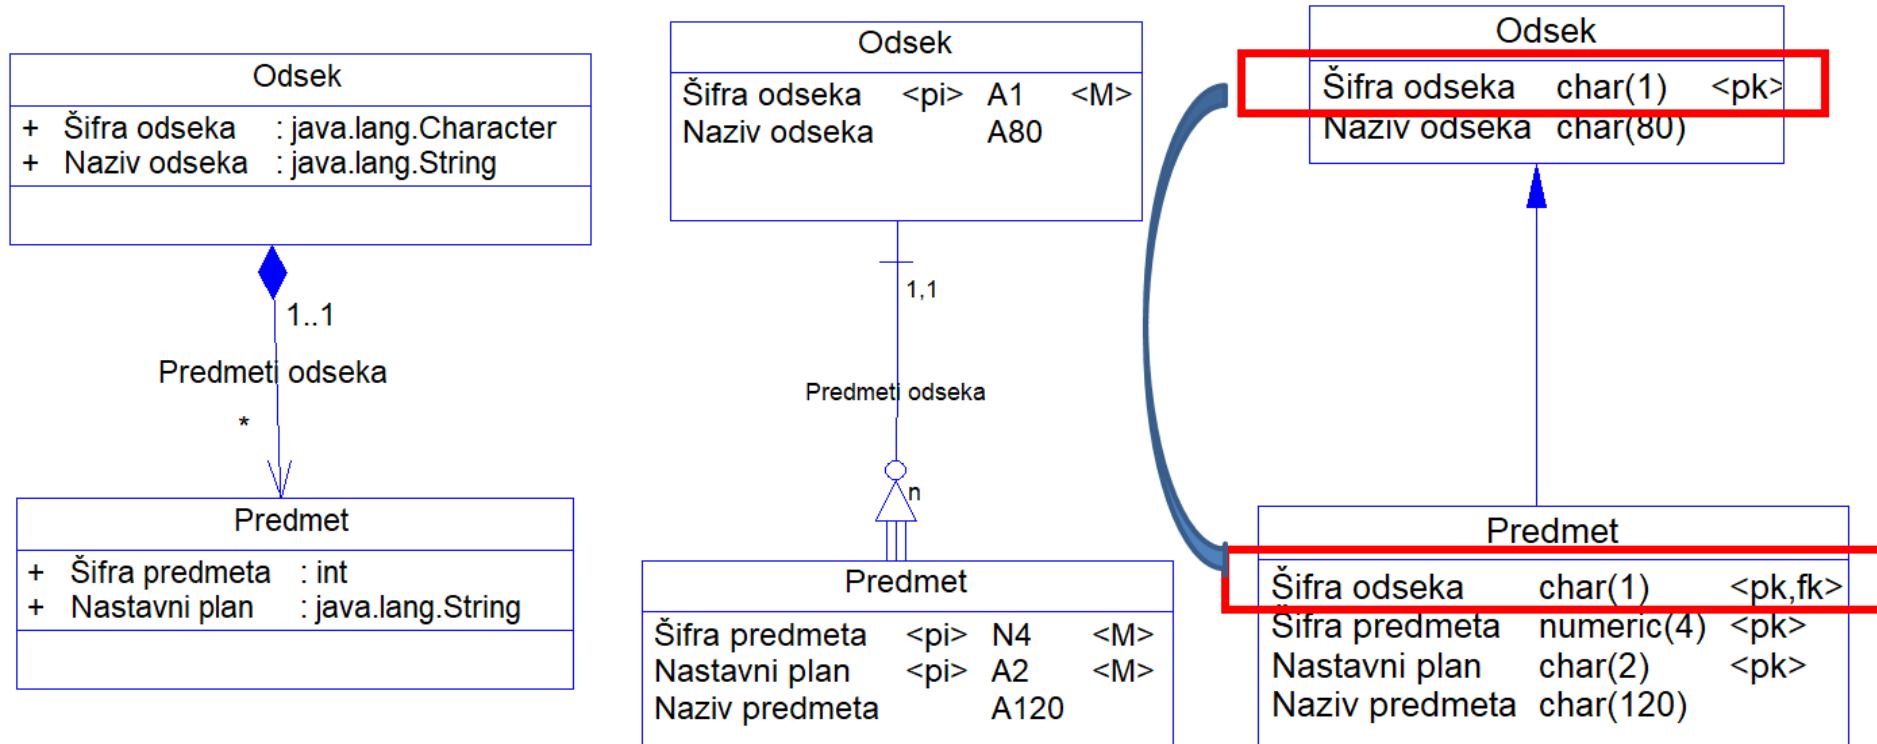 Odsek
+ Šifra odseka : java.lang.Character
+ Naziv odseka : java.lang.String
1..1
Predmeti odseka
*
Predmet
+ Šifra predmeta : int
+ Nastavni plan : java.lang.String
Odsek
Šifra odseka <pi> A1 <M>
Naziv odseka A80
1,1
Predmeti odseka
n
Predmet
Šifra predmeta <pi> N4 <M>
Nastavni plan <pi> A2 <M>
Naziv predmeta A120
Odsek
Šifra odseka char(1) <pk>
Naziv odseka char(80)
Predmet
Šifra odseka char(1) <pk,fk>
Šifra predmeta numeric(4) <pk>
Nastavni plan char(2) <pk>
Naziv predmeta char(120)